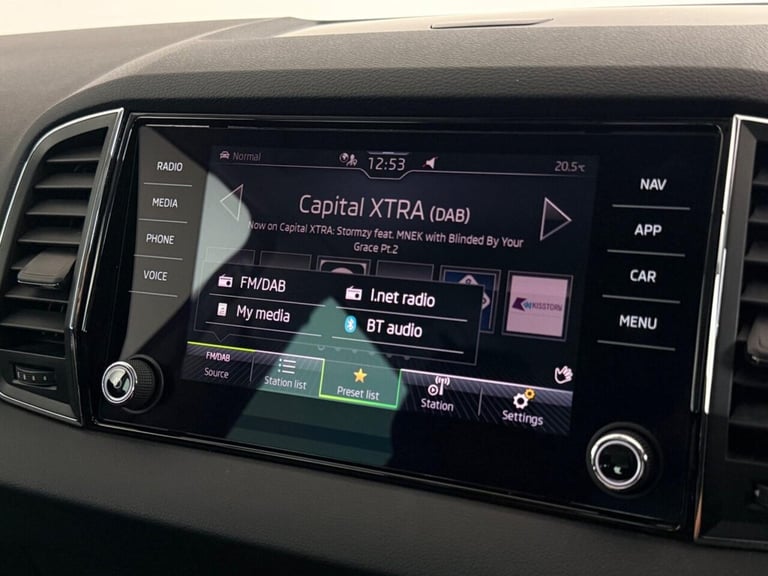 RADIO
MEDIA
PHONE
VOICE
Normal
12:53
20.5°C
Capital XTRA (DAB)
Now on Capital XTRA: Stormzy feat. MNEK with Blinded By Your
Grace Pt.2
FM/DAB
I.net radio
My media
BT audio
KISSTORY
FM/DAB
Source
Station list
Preset list
Station
Settings
NAV
APP
CAR
MENU